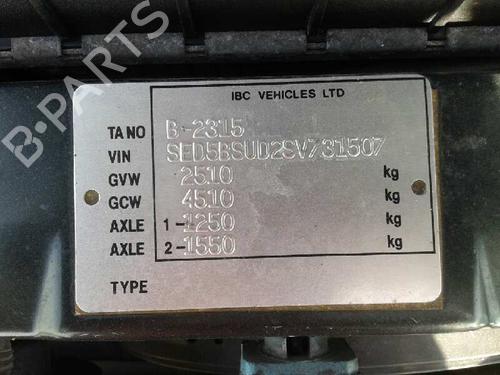 B-PARTS
IBC VEHICLES LTD
TA NO B-2315
VIN SED5BSUD2SV731507
GVW 2510 kg
GCW 4510 kg
AXLE 1-1250 kg
AXLE 2-1550 kg
TYPE